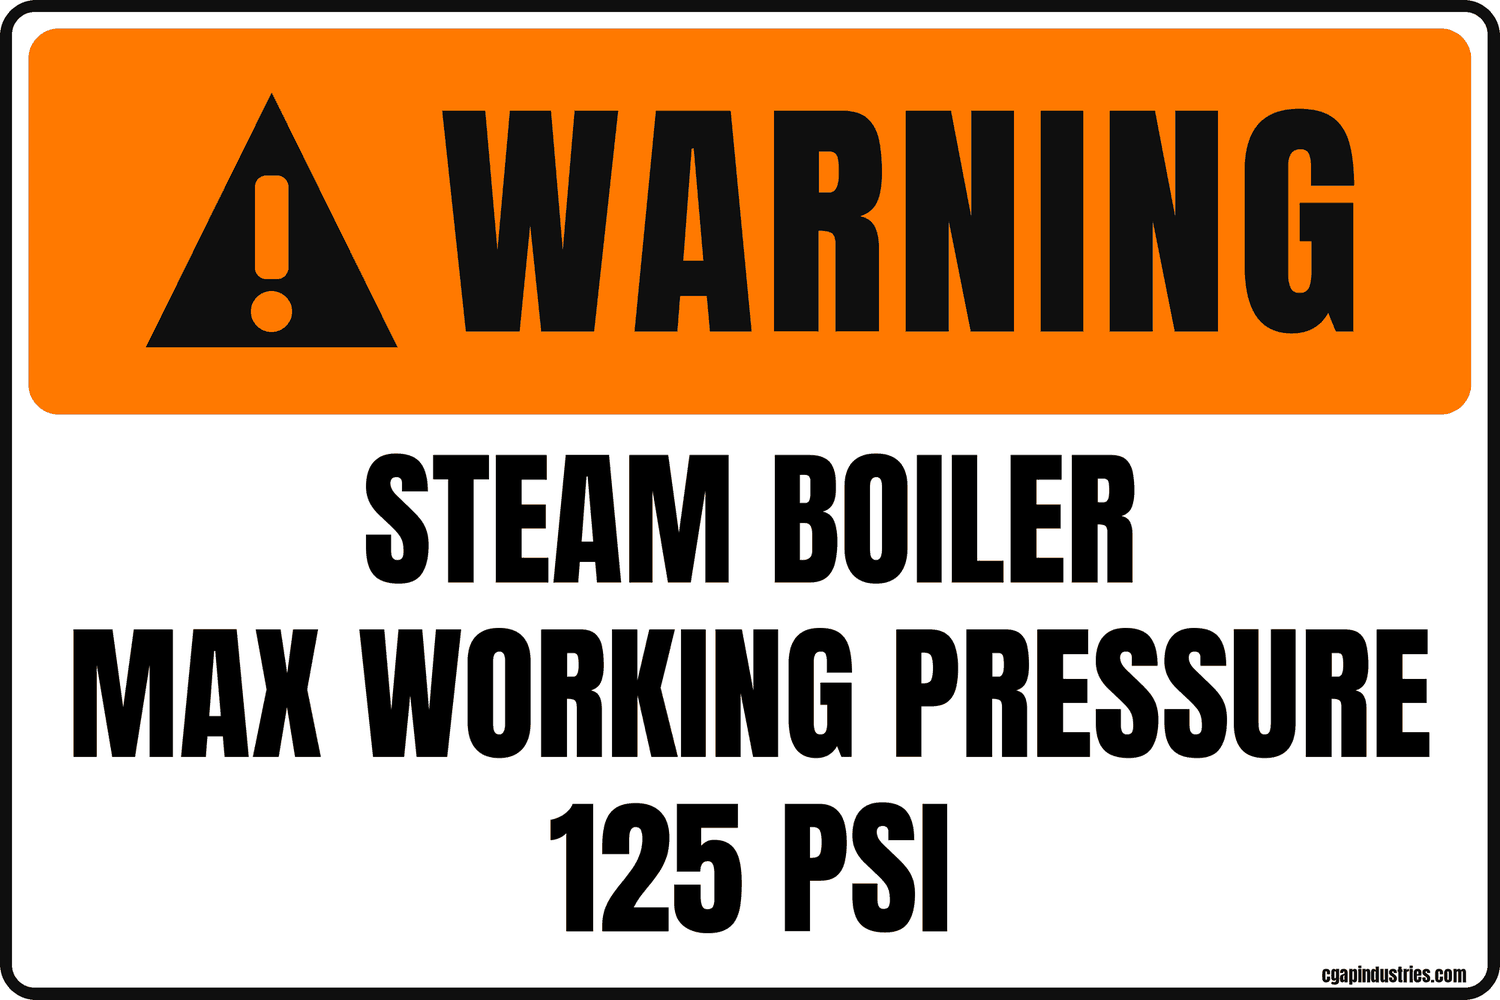 WARNING
STEAM BOILER
MAX WORKING PRESSURE
125 PSI
cgapindustries.com